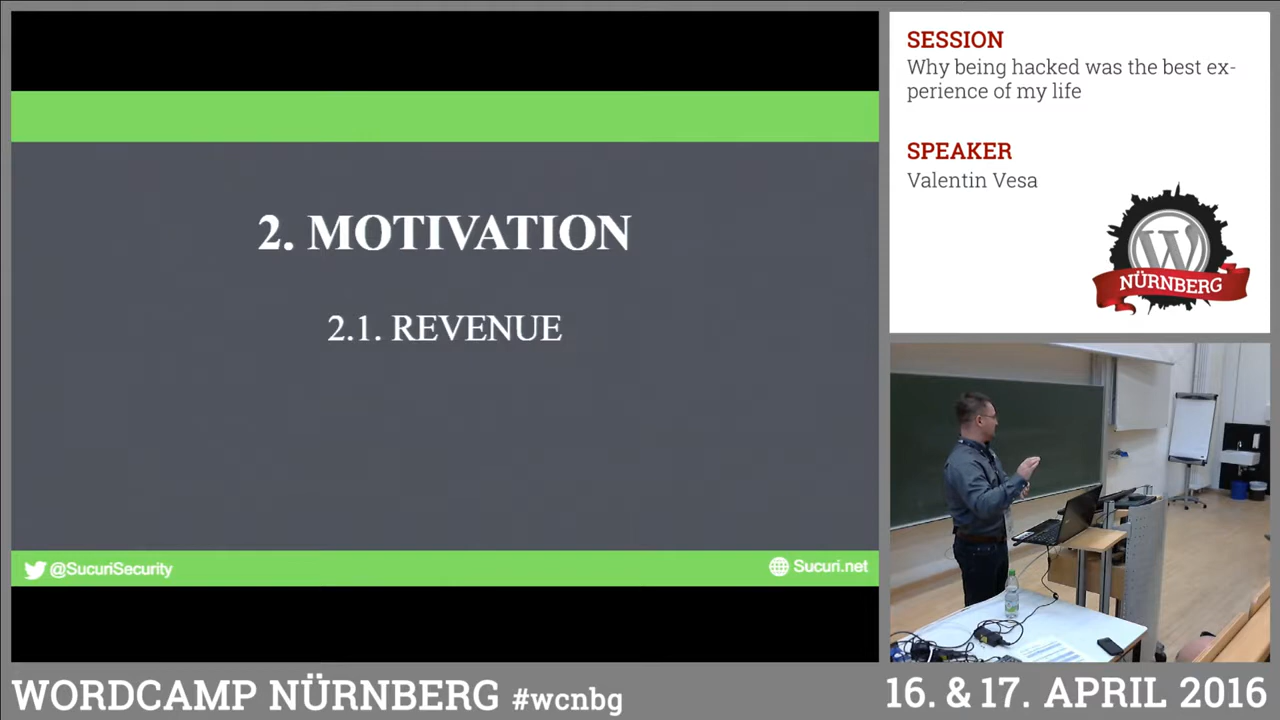 2. MOTIVATION
2.1. REVENUE
@SucuriSecurity
Sucuri.net
SESSION
Why being hacked was the best ex-
perience of my life
SPEAKER
Valentin Vesa
W
NÜRNBERG
WORDCAMP NÜRNBERG #wcnbg
16. & 17. APRIL 2016